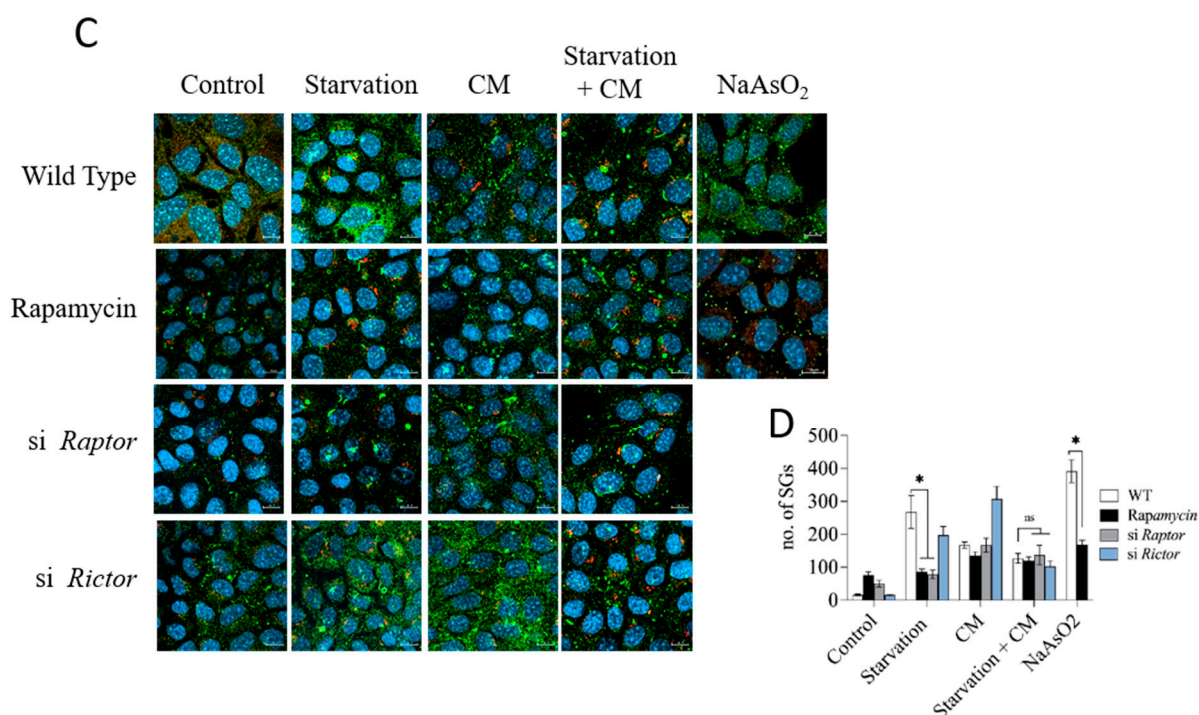 C
Control
Starvation
CM
Starvation
+ CM
NaAsO₂
Wild Type
Rapamycin
si Raptor
si Rictor
D
no. of SGs
500
400
300
200
100
0
*
ns
*
WT
Rapamycin
si Raptor
si Rictor
Control
Starvation
CM
Starvation + CM
NaAsO2